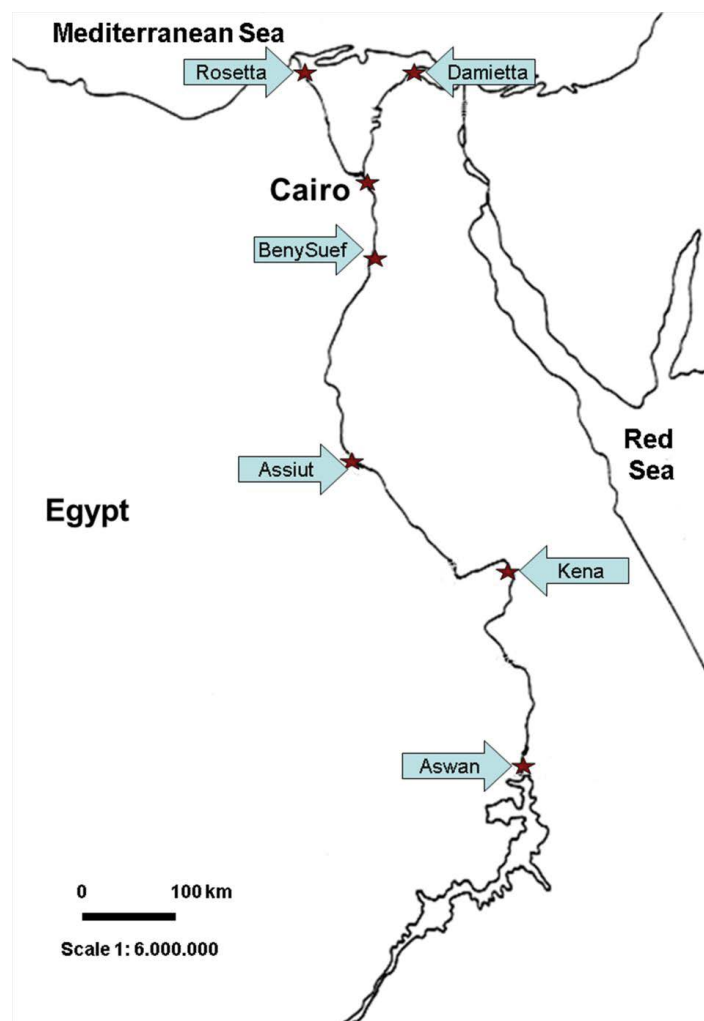 Mediterranean Sea
Rosetta
Damietta
Cairo
BenySuef
Red
Sea
Assiut
Egypt
Kena
Aswan
0 100 km
Scale 1: 6.000.000